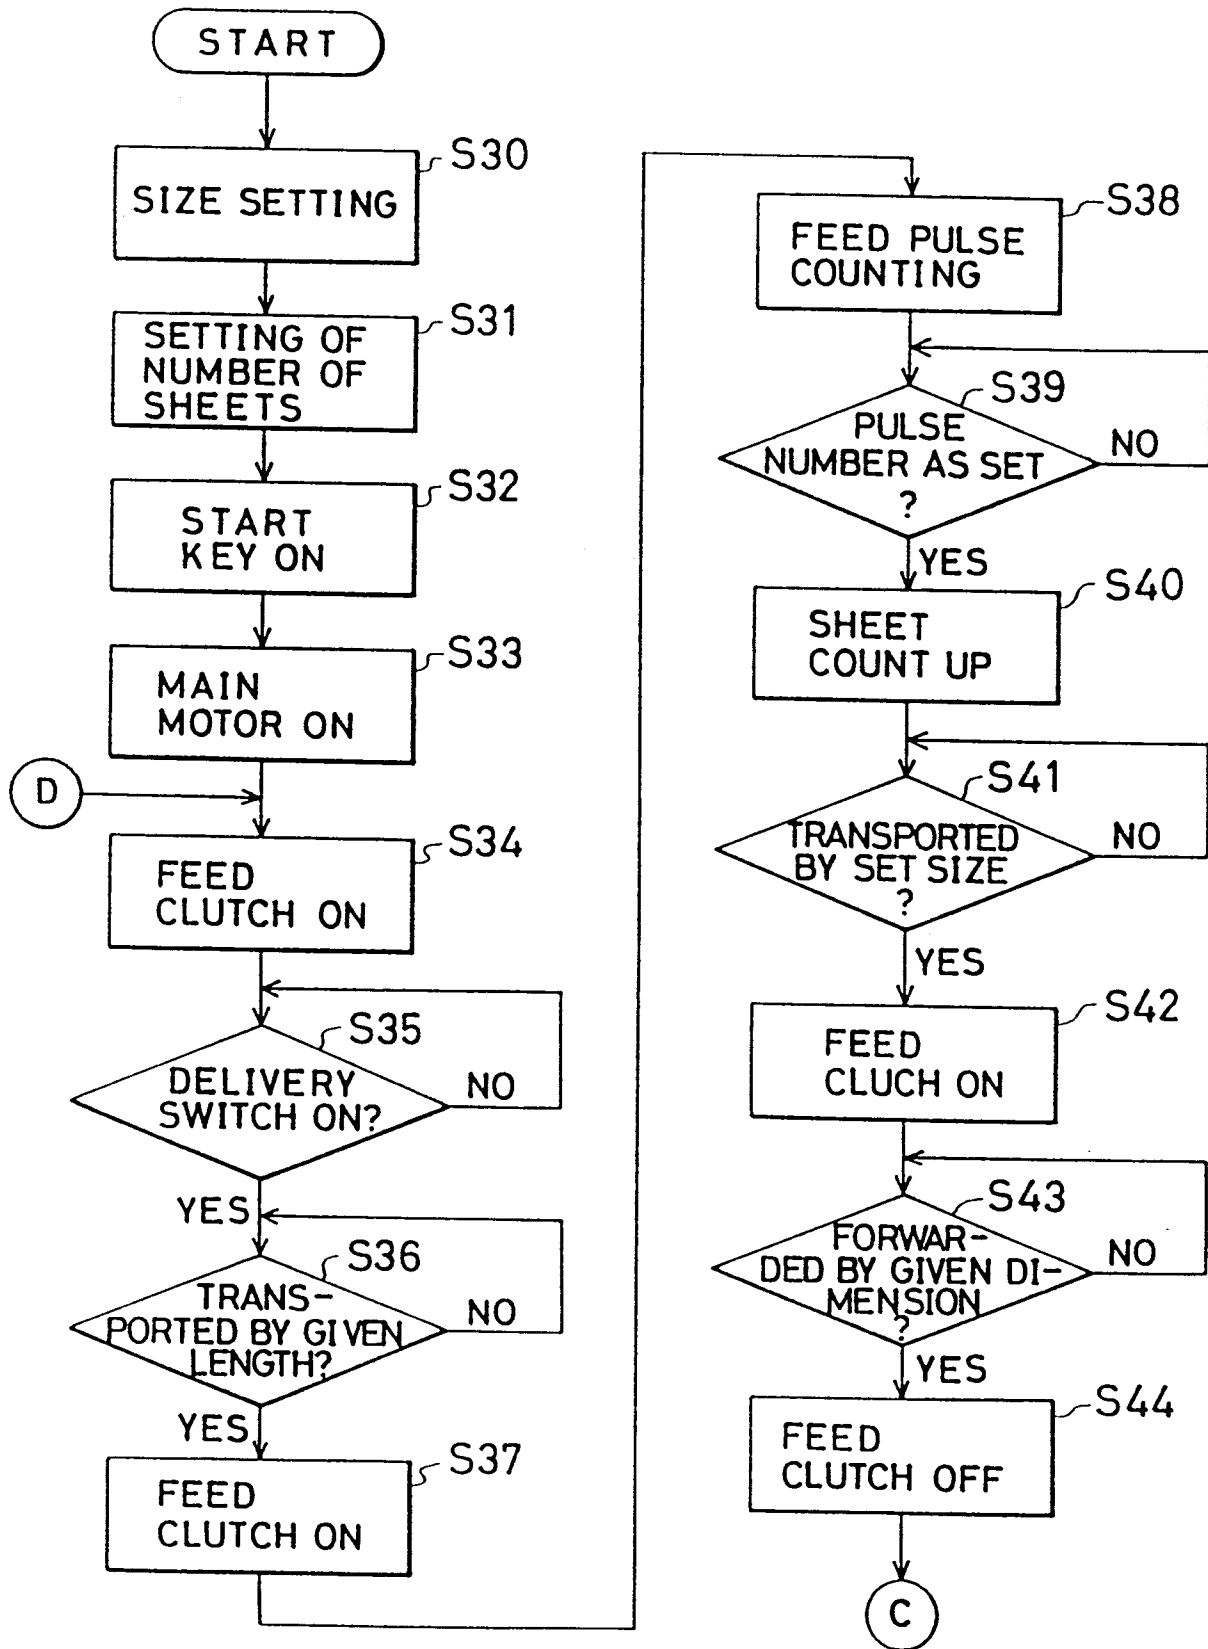 START
S30
SIZE SETTING
S31
SETTING OF
NUMBER OF
SHEETS
S32
START
KEY ON
S33
MAIN
MOTOR ON
D
S34
FEED
CLUTCH ON
S35
DELIVERY
SWITCH ON?
NO
YES
S36
TRANS-
PORTED BY GIVEN
LENGTH?
NO
YES
S37
FEED
CLUTCH ON
S38
FEED PULSE
COUNTING
S39
PULSE
NUMBER AS SET
?
NO
YES
S40
SHEET
COUNT UP
S41
TRANSPORTED
BY SET SIZE
?
NO
YES
S42
FEED
CLUCH ON
S43
FORWAR-
DED BY GIVEN DI-
MENSION
?
NO
YES
S44
FEED
CLUTCH OFF
C